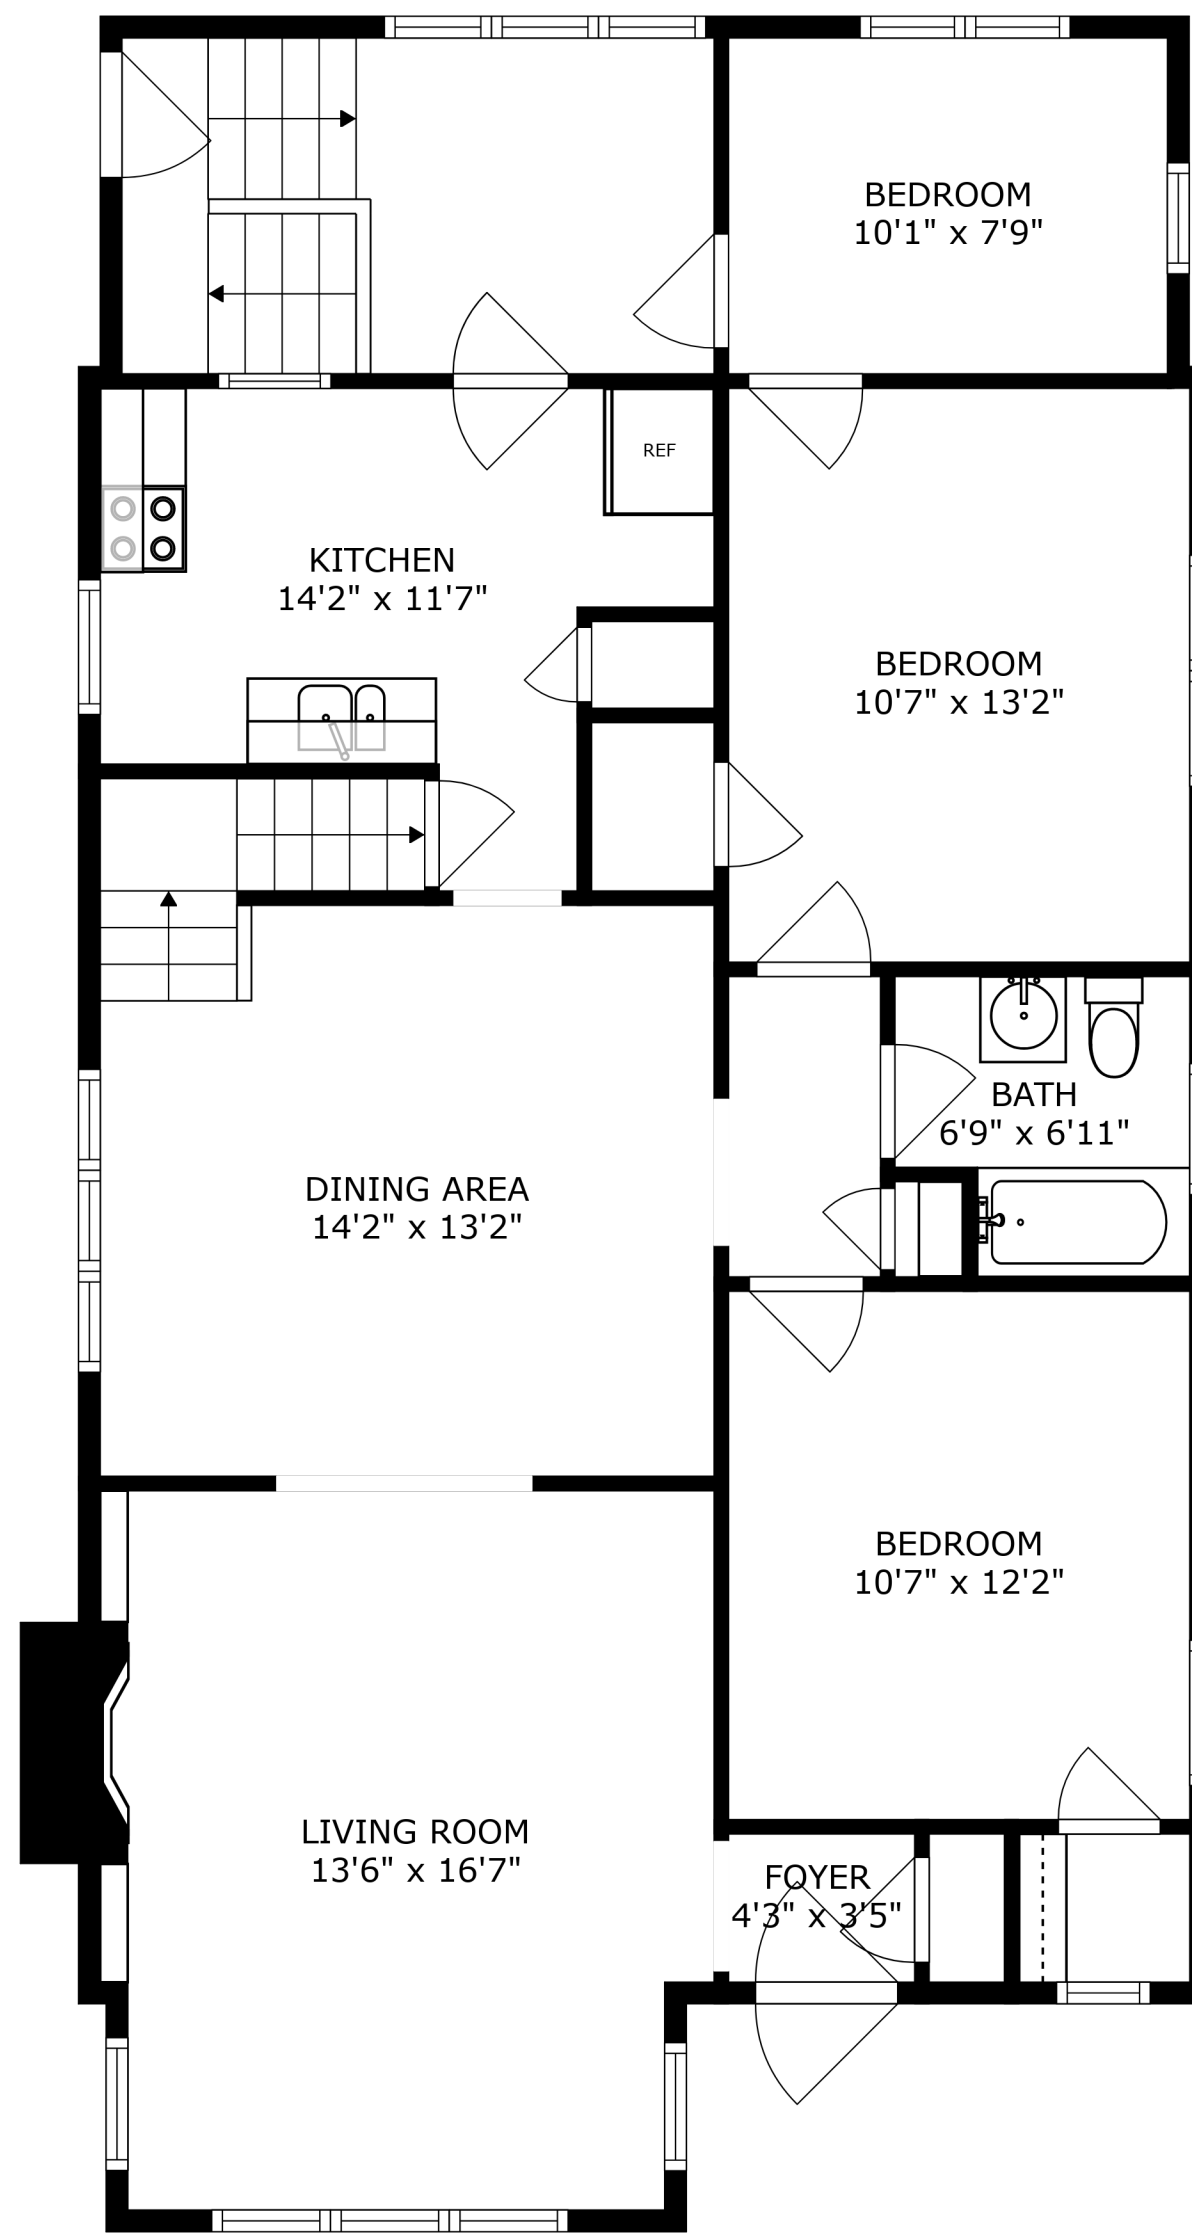 BEDROOM
10'1" x 7'9"
REF
KITCHEN
14'2" x 11'7"
BEDROOM
10'7" x 13'2"
BATH
6'9" x 6'11"
DINING AREA
14'2" x 13'2"
BEDROOM
10'7" x 12'2"
LIVING ROOM
13'6" x 16'7"
FOYER
4'3" x 3'5"